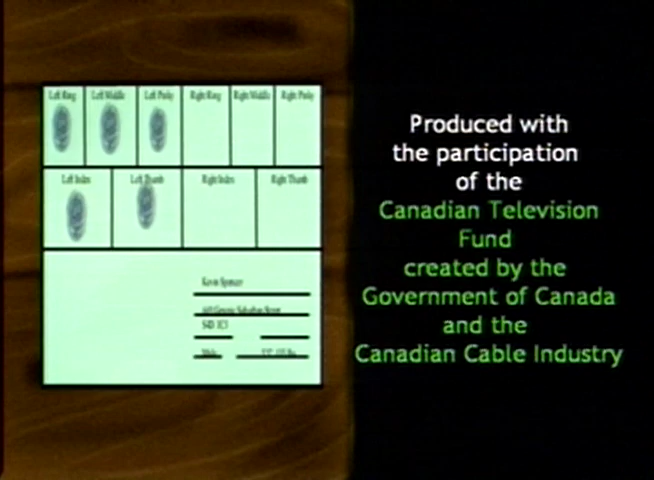 Left Ring Left Middle Left Pinky Right Ring Right Middle Right Pinky
Left Index Left Thumb Right Index Right Thumb
Kevin Spencer
Male
Produced with
the participation
of the
Canadian Television
Fund
created by the
Government of Canada
and the
Canadian Cable Industry